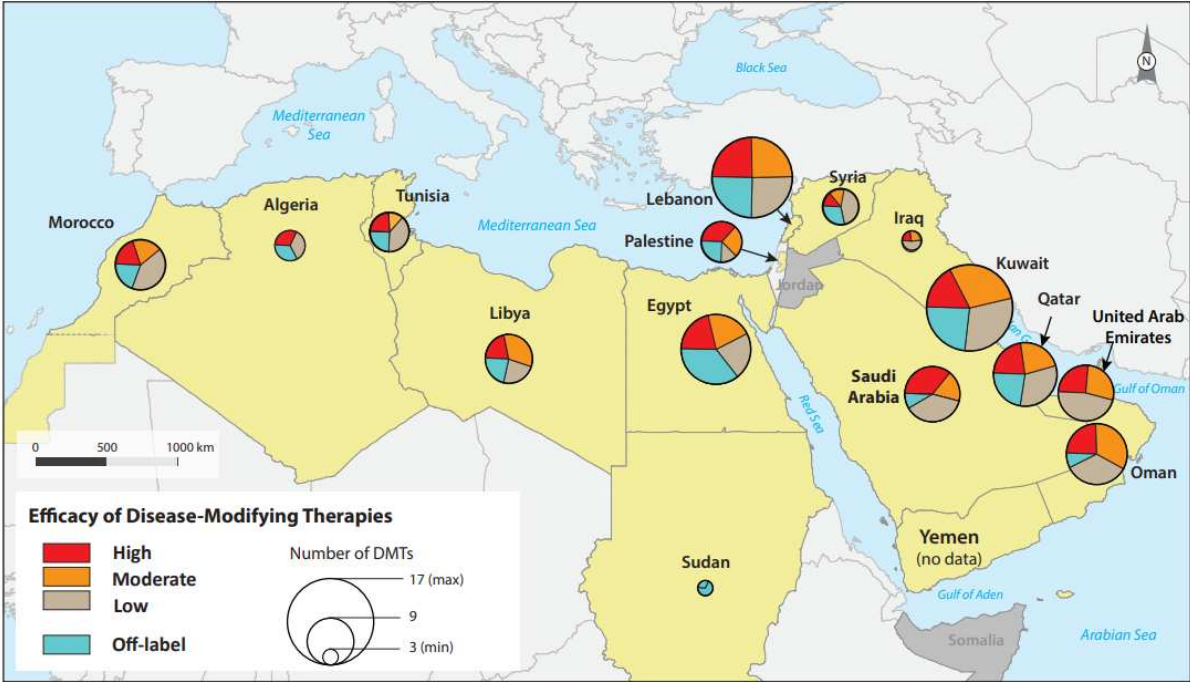 N
Black Sea
Mediterranean
Sea
Tunisia
Syria
Algeria
Lebanon
Morocco
Mediterranean Sea
Iraq
Palestine
Kuwait
Jordan
Qatar
Libya
Egypt
United Arab
Emirates
Gulf of Oman
Saudi
Arabia
Red Sea
0 500 1000 km
Oman
Efficacy of Disease-Modifying Therapies
High
Moderate
Low
Off-label
Number of DMTs
17 (max)
9
3 (min)
Yemen
(no data)
Sudan
Gulf of Aden
Somalia
Arabian Sea